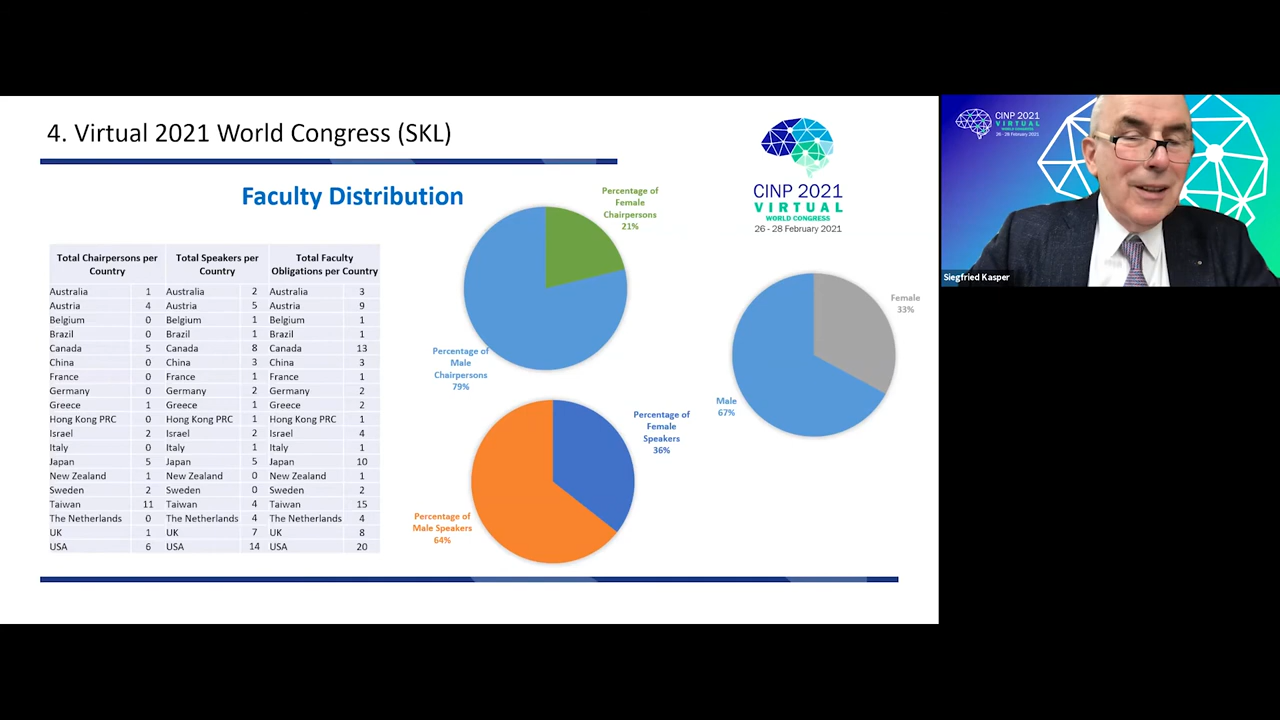 4. Virtual 2021 World Congress (SKL)
Faculty Distribution
Total Chairpersons per Country Total Speakers per Country Total Faculty Obligations per Country
Australia 1 Australia 2 Australia 3
Austria 4 Austria 5 Austria 9
Belgium 0 Belgium 1 Belgium 1
Brazil 0 Brazil 1 Brazil 1
Canada 5 Canada 8 Canada 13
China 0 China 3 China 3
France 0 France 1 France 1
Germany 0 Germany 2 Germany 2
Greece 1 Greece 1 Greece 2
Hong Kong PRC 0 Hong Kong PRC 1 Hong Kong PRC 1
Israel 2 Israel 2 Israel 4
Italy 0 Italy 1 Italy 1
Japan 5 Japan 5 Japan 10
New Zealand 1 New Zealand 0 New Zealand 1
Sweden 2 Sweden 0 Sweden 2
Taiwan 11 Taiwan 4 Taiwan 15
The Netherlands 0 The Netherlands 4 The Netherlands 4
UK 1 UK 7 UK 8
USA 6 USA 14 USA 20
Percentage of
Female
Chairpersons
21%
Percentage of
Male
Chairpersons
79%
Percentage of
Female
Speakers
36%
Percentage of
Male Speakers
64%
CINP 2021
VIRTUAL
WORLD CONGRESS
26 - 28 February 2021
Female
33%
Male
67%
CINP 2021
VIRTUAL
WORLD CONGRESS
26 - 28 February 2021
Siegfried Kasper